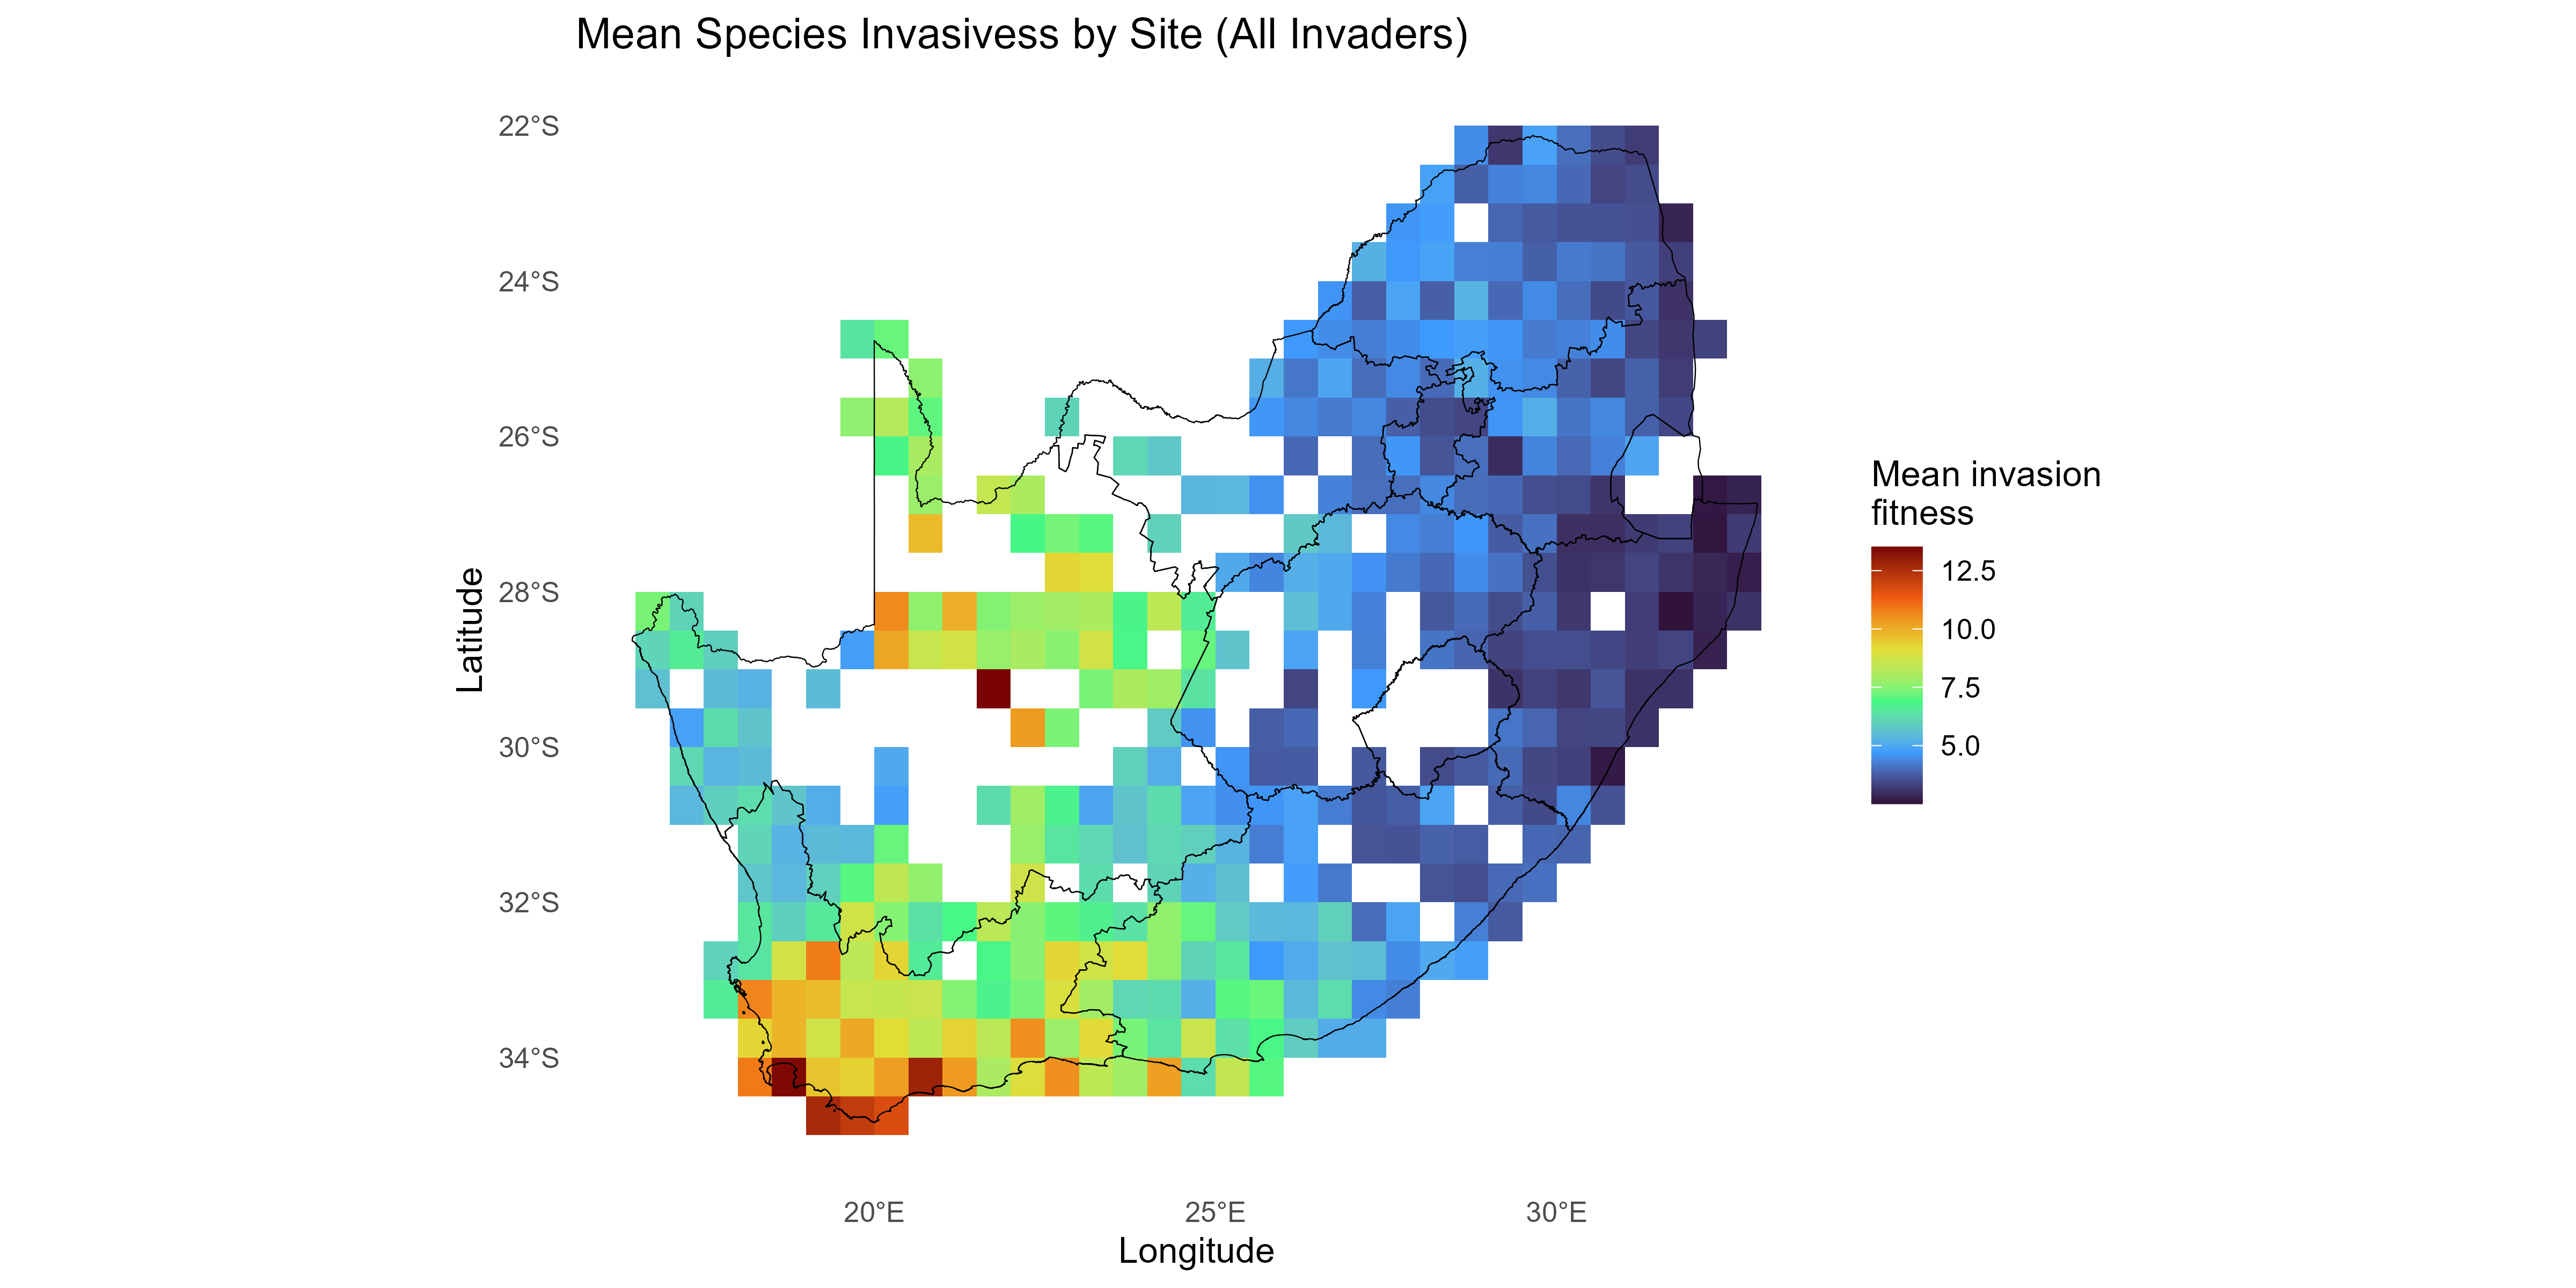 Mean Species Invasivess by Site (All Invaders)
22°S
24°S
26°S
28°S
30°S
32°S
34°S
Latitude
20°E
25°E
30°E
Longitude
Mean invasion
fitness
12.5
10.0
7.5
5.0